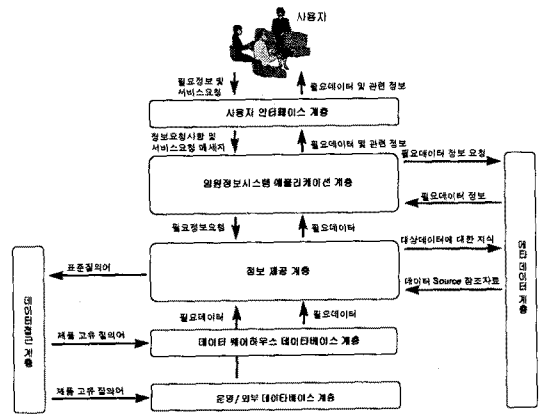 사용자
필요정보 및
서비스요청
필요데이터 및 관련 정보
사용자 인터페이스 계층
정보요청사항 및
서비스요청 메세지
필요데이터 및 관련 정보
필요데이터 정보 요청
임원정보시스템 애플리케이션 계층
필요데이터 정보
필요정보요청
필요데이터
대상데이터에 대한 지식
표준질의어
정보 제공 계층
데이터 Source 참조자료
메타 데이터 계층
데이터접근 계층
필요데이터
필요데이터
제품 고유 질의어
데이터 웨어하우스 데이터베이스 계층
제품 고유 질의어
운영/외부 데이터베이스 계층